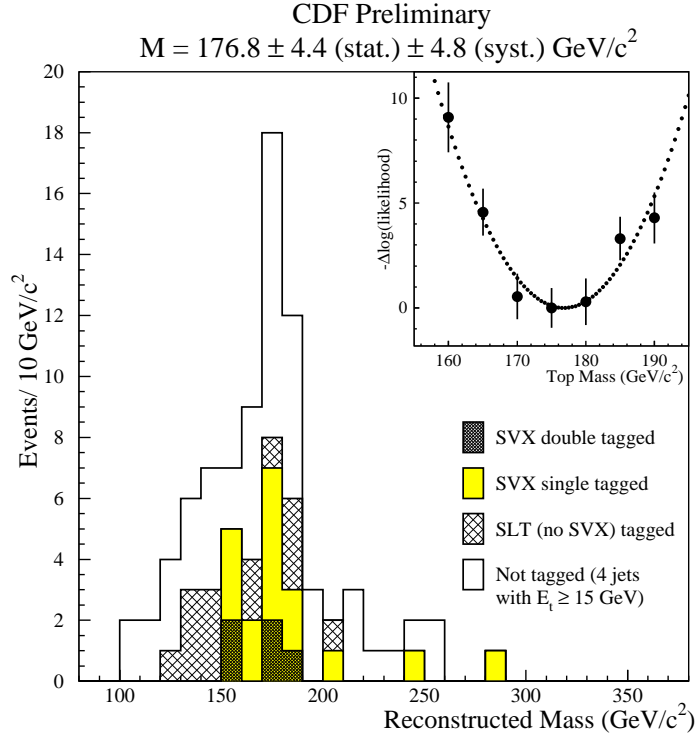 CDF Preliminary
M = 176.8 ± 4.4 (stat.) ± 4.8 (syst.) GeV/c²
Events/ 10 GeV/c²
20
18
16
14
12
10
8
6
4
2
0
100 150 200 250 300 350
Reconstructed Mass (GeV/c²)
-Δlog(likelihood)
10
5
0
160 170 180 190
Top Mass (GeV/c²)
SVX double tagged
SVX single tagged
SLT (no SVX) tagged
Not tagged (4 jets
with E_t ≥ 15 GeV)